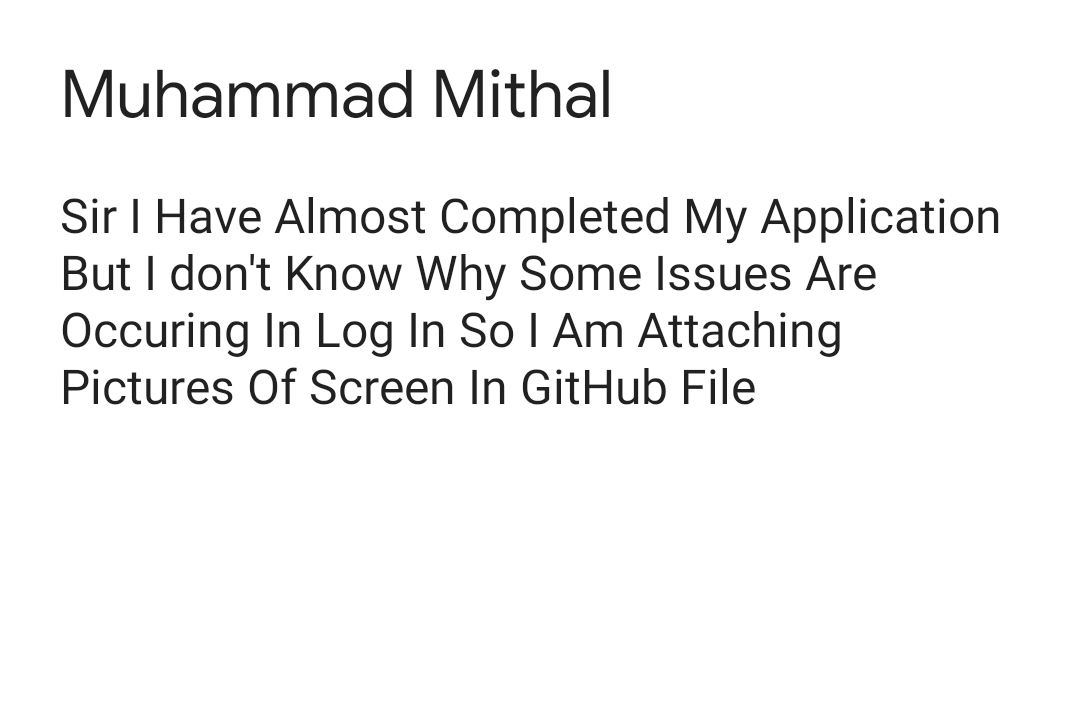 Muhammad Mithal
Sir I Have Almost Completed My Application
But I don't Know Why Some Issues Are
Occuring In Log In So I Am Attaching
Pictures Of Screen In GitHub File